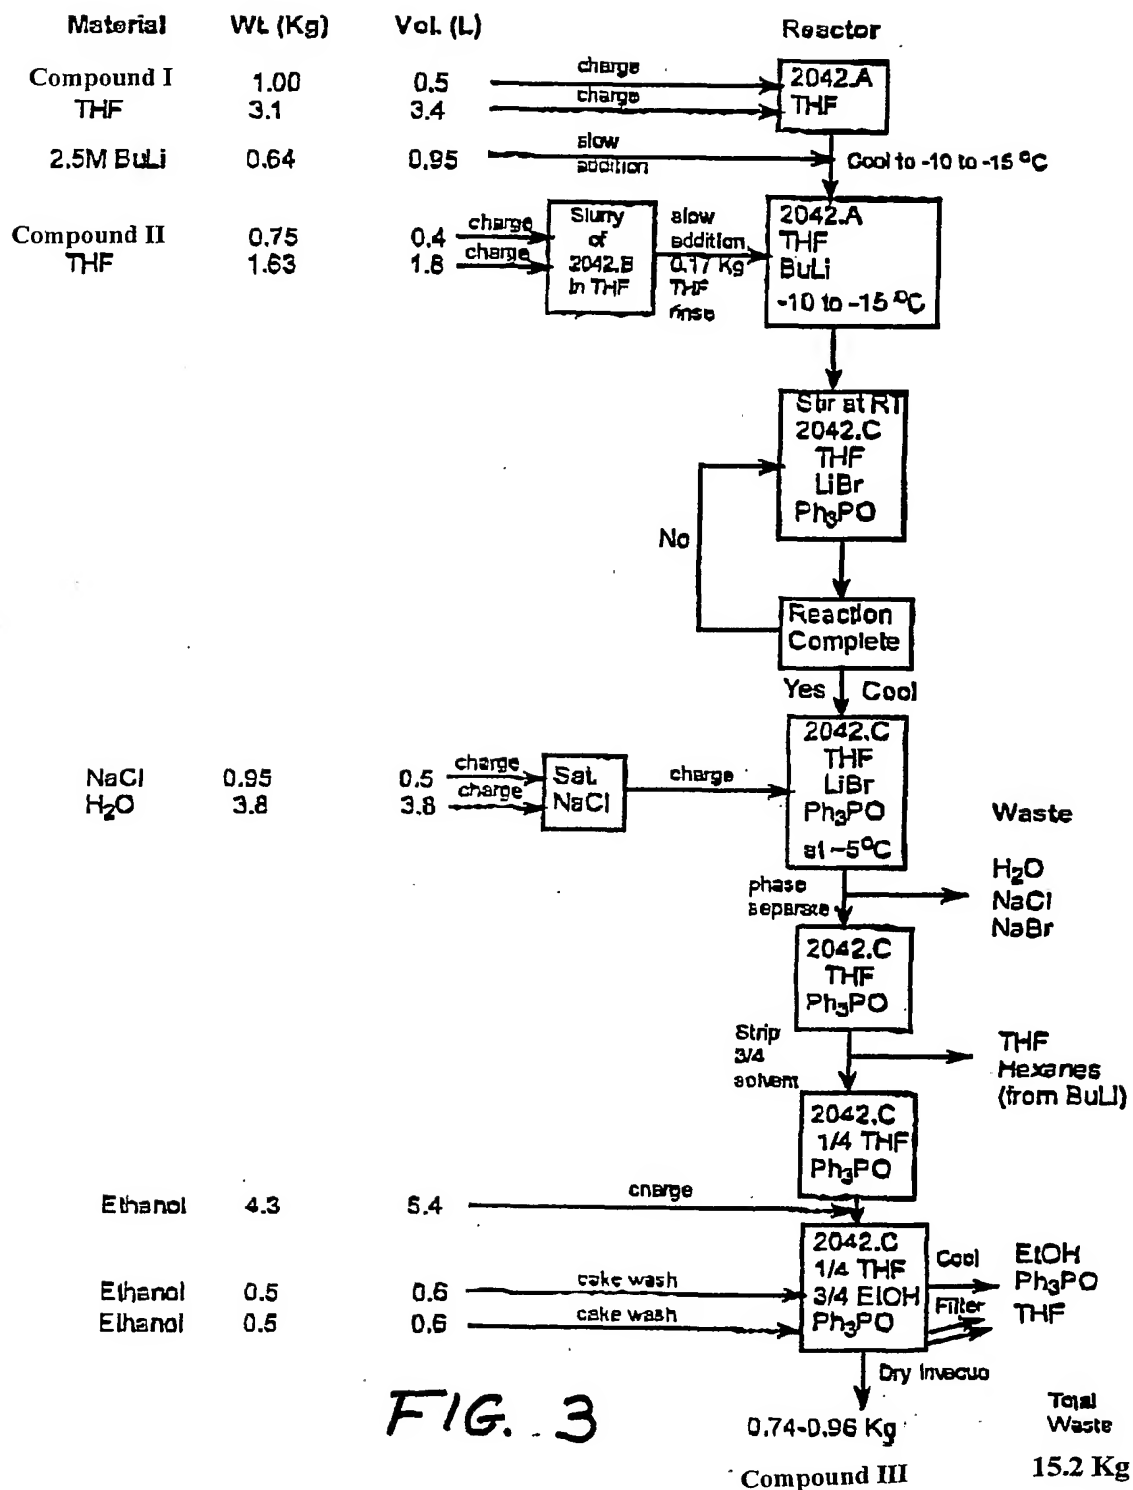 Material Wt. (Kg) Vol. (L) Reactor
Compound I 1.00 0.5 charge
THF 3.1 3.4 charge
2042.A
THF
2.5M BuLi 0.64 0.95 slow addition
Cool to -10 to -15 °C
Compound II 0.75 0.4 charge
THF 1.63 1.8 charge
Slurry
of
2042.B
in THF
slow
addition
0.17 Kg
THF
rinse
2042.A
THF
BuLi
-10 to -15 °C
Stir at RT
2042.C
THF
LiBr
Ph₃PO
No
Reaction
Complete
Yes Cool
NaCl 0.95 0.5 charge
H₂O 3.8 3.8 charge
Sat.
NaCl
charge
2042.C
THF
LiBr
Ph₃PO
at -5°C
Waste
phase
separate
H₂O
NaCl
NaBr
2042.C
THF
Ph₃PO
Strip
3/4
solvent
THF
Hexanes
(from BuLi)
2042.C
1/4 THF
Ph₃PO
Ethanol 4.3 5.4 charge
Ethanol 0.5 0.6 cake wash
Ethanol 0.5 0.6 cake wash
2042.C
1/4 THF
3/4 EtOH
Ph₃PO
Cool
Filter
EtOH
Ph₃PO
THF
Dry Invacuo
FIG. 3
0.74-0.96 Kg
Compound III
Total
Waste
15.2 Kg